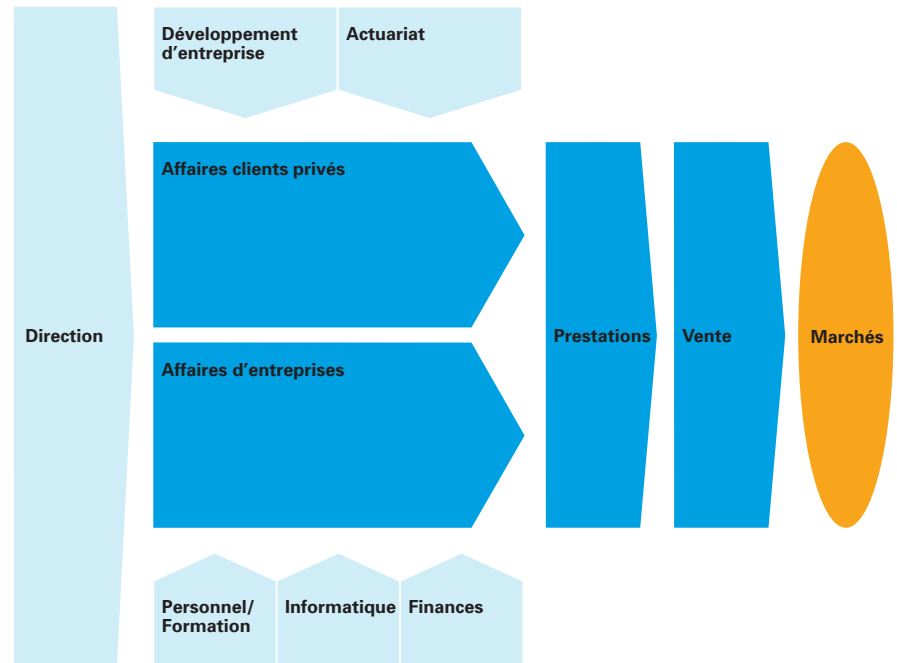 Développement
d’entreprise
Actuariat
Affaires clients privés
Direction
Prestations
Vente
Marchés
Affaires d’entreprises
Personnel/
Formation
Informatique
Finances